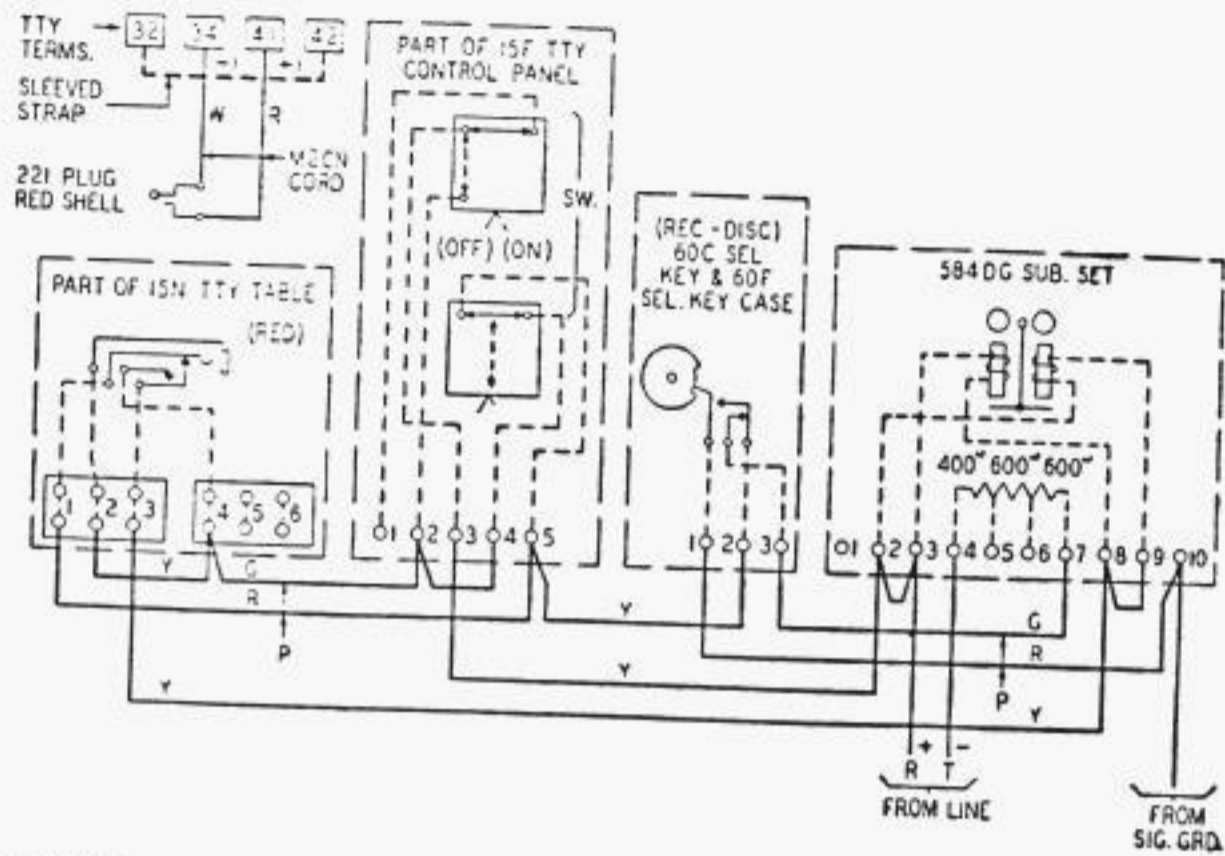 TTY TERMS.
32 34 41 42
SLEEVED STRAP
W R
221 PLUG
RED SHELL
CORD
PART OF 15F TTY
CONTROL PANEL
SW.
(OFF) (ON)
PART OF 15N TTY TABLE
(RED)
(REC-DISC)
60C SEL
KEY & 60F
SEL. KEY CASE
584DG SUB. SET
400ω 600ω 600ω
1 2 3 4 5 6
1 2 3 4 5
1 2 3
1 2 3 4 5 6 7 8 9 10
Y G
R
P
Y
Y
Y
G
R
P
Y
+ -
R T
FROM LINE
FROM
SIG. GRD.